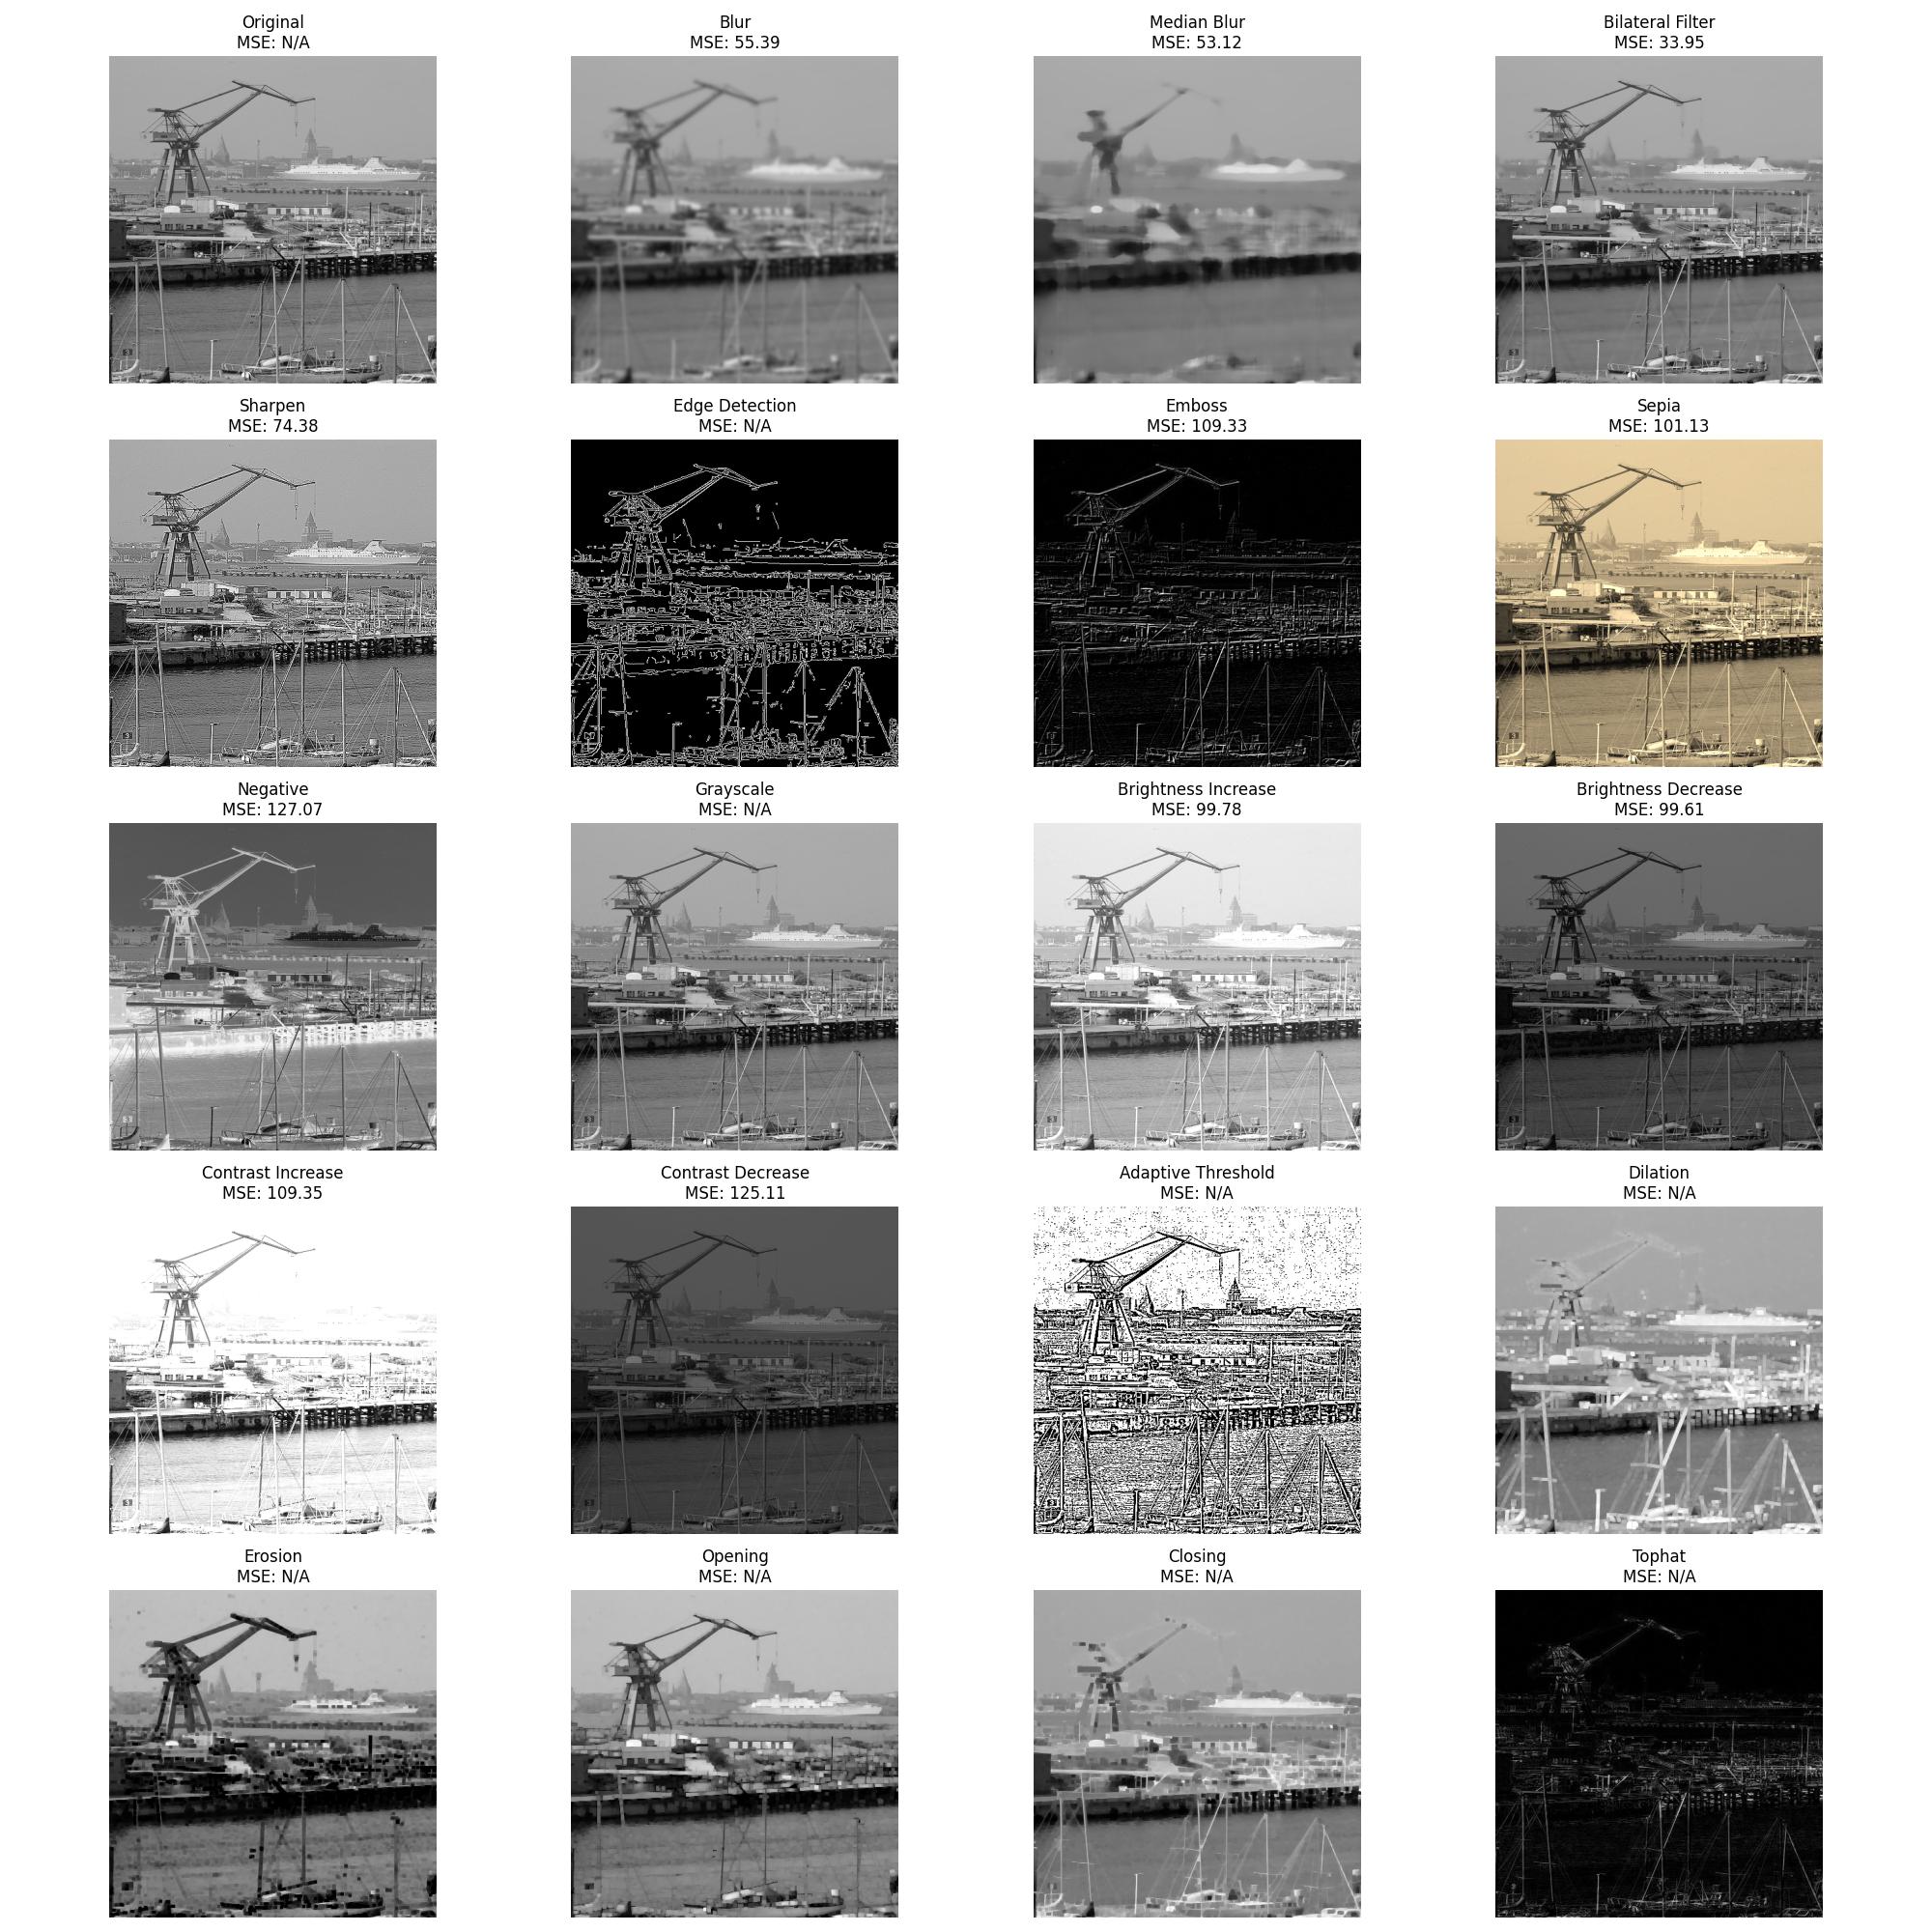 Original
MSE: N/A
Blur
MSE: 55.39
Median Blur
MSE: 53.12
Bilateral Filter
MSE: 33.95
Sharpen
MSE: 74.38
Edge Detection
MSE: N/A
Emboss
MSE: 109.33
Sepia
MSE: 101.13
Negative
MSE: 127.07
Grayscale
MSE: N/A
Brightness Increase
MSE: 99.78
Brightness Decrease
MSE: 99.61
Contrast Increase
MSE: 109.35
Contrast Decrease
MSE: 125.11
Adaptive Threshold
MSE: N/A
Dilation
MSE: N/A
Erosion
MSE: N/A
Opening
MSE: N/A
Closing
MSE: N/A
Tophat
MSE: N/A